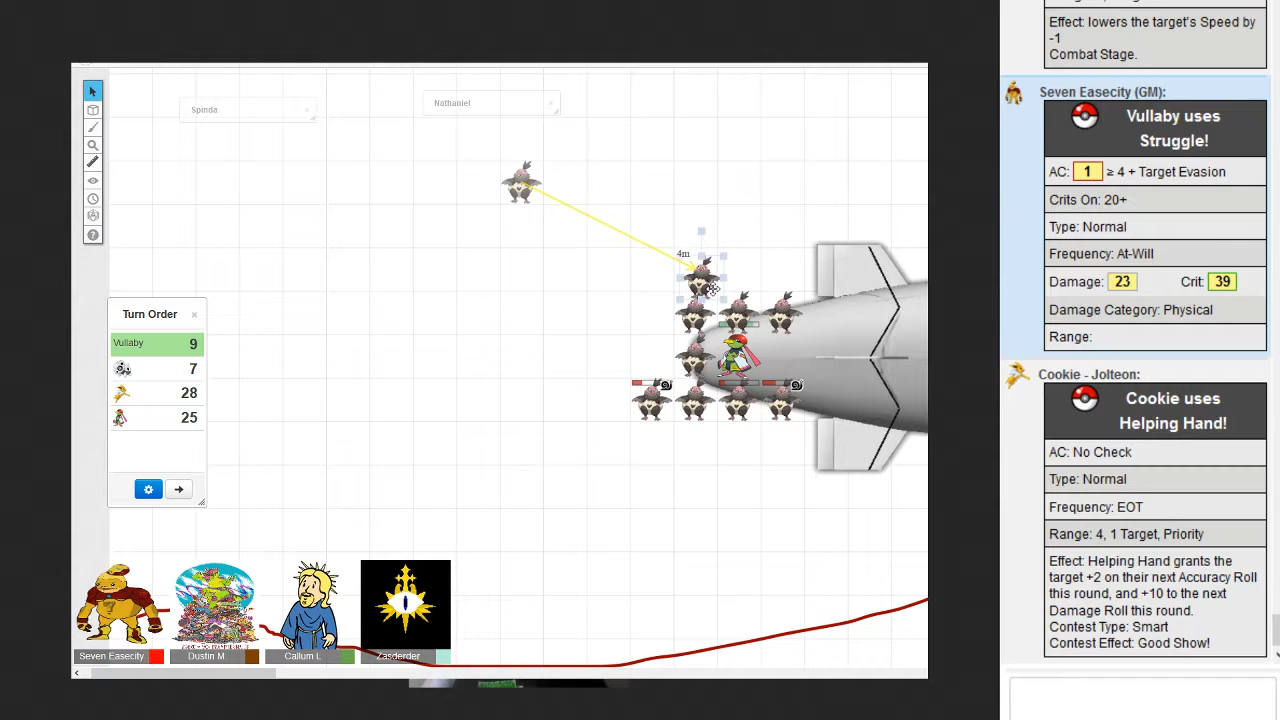 Spinda
Nathaniel
4m
Turn Order
Vullaby 9
7
28
25
Seven Easecity
Dustin M
Callum L
Zasderder
Effect: lowers the target's Speed by
-1
Combat Stage.
Seven Easecity (GM):
Vullaby uses
Struggle!
AC: 1 ≥ 4 + Target Evasion
Crits On: 20+
Type: Normal
Frequency: At-Will
Damage: 23 Crit: 39
Damage Category: Physical
Range:
Cookie - Jolteon:
Cookie uses
Helping Hand!
AC: No Check
Type: Normal
Frequency: EOT
Range: 4, 1 Target, Priority
Effect: Helping Hand grants the
target +2 on their next Accuracy Roll
this round, and +10 to the next
Damage Roll this round.
Contest Type: Smart
Contest Effect: Good Show!